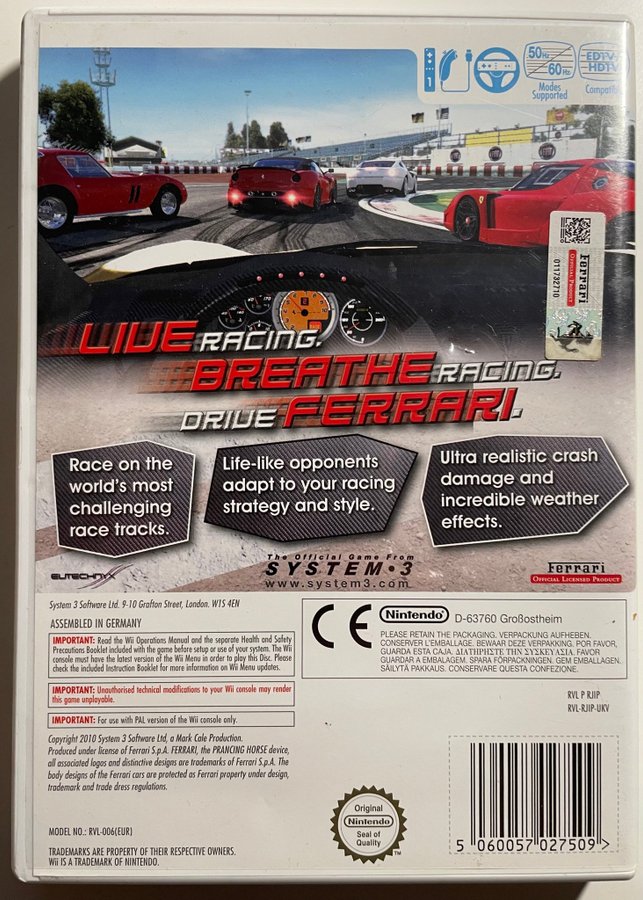 1
50Hz
60Hz
Modes
Supported
EDTV
HDTV
Ferrari
OFFICIAL PRODUCT
011732710
LIVE RACING.
BREATHE RACING.
DRIVE FERRARI.
Race on the
world's most
challenging
race tracks.
Life-like opponents
adapt to your racing
strategy and style.
Ultra realistic crash
damage and
incredible weather
effects.
EUTECHNYX
The Official Game From
SYSTEM·3
www.system3.com
Ferrari
OFFICIAL LICENSED PRODUCT
System 3 Software Ltd. 9-10 Grafton Street, London. W1S 4EN
ASSEMBLED IN GERMANY
IMPORTANT: Read the Wii Operations Manual and the separate Health and Safety
Precautions Booklet included with the game before setup or use of your system. The Wii
console must have the latest version of the Wii Menu in order to play this Disc. Please
check the included Instruction Booklet for more information on Wii Menu updates.
IMPORTANT: Unauthorised technical modifications to your Wii console may render
this game unplayable.
IMPORTANT: For use with PAL version of the Wii console only.
Copyright 2010 System 3 Software Ltd, a Mark Cale Production.
Produced under license of Ferrari S.p.A. FERRARI, the PRANCING HORSE device,
all associated logos and distinctive designs are trademarks of Ferrari S.p.A. The
body designs of the Ferrari cars are protected as Ferrari property under design,
trademark and trade dress regulations.
MODEL NO.: RVL-006(EUR)
TRADEMARKS ARE PROPERTY OF THEIR RESPECTIVE OWNERS.
Wii IS A TRADEMARK OF NINTENDO.
CE
Nintendo D-63760 Großostheim
PLEASE RETAIN THE PACKAGING. VERPACKUNG AUFHEBEN.
CONSERVER L'EMBALLAGE. BEWAAR DEZE VERPAKKING. POR FAVOR,
GUARDA ESTA CAJA. ΔΙΑΤΗΡΗΣΤΕ ΤΗ ΣΥΣΚΕΥΑΣΙΑ. FAVOR
GUARDAR A EMBALAGEM. SPARA FÖRPACKNINGEN. GEM EMBALLAGEN.
SÄILYTÄ PAKKAUS. CONSERVARE QUESTA CONFEZIONE.
RVL P RJIP
RVL-RJIP-UKV
Original
Nintendo
Seal of
Quality
TM
5 060057 027509 >